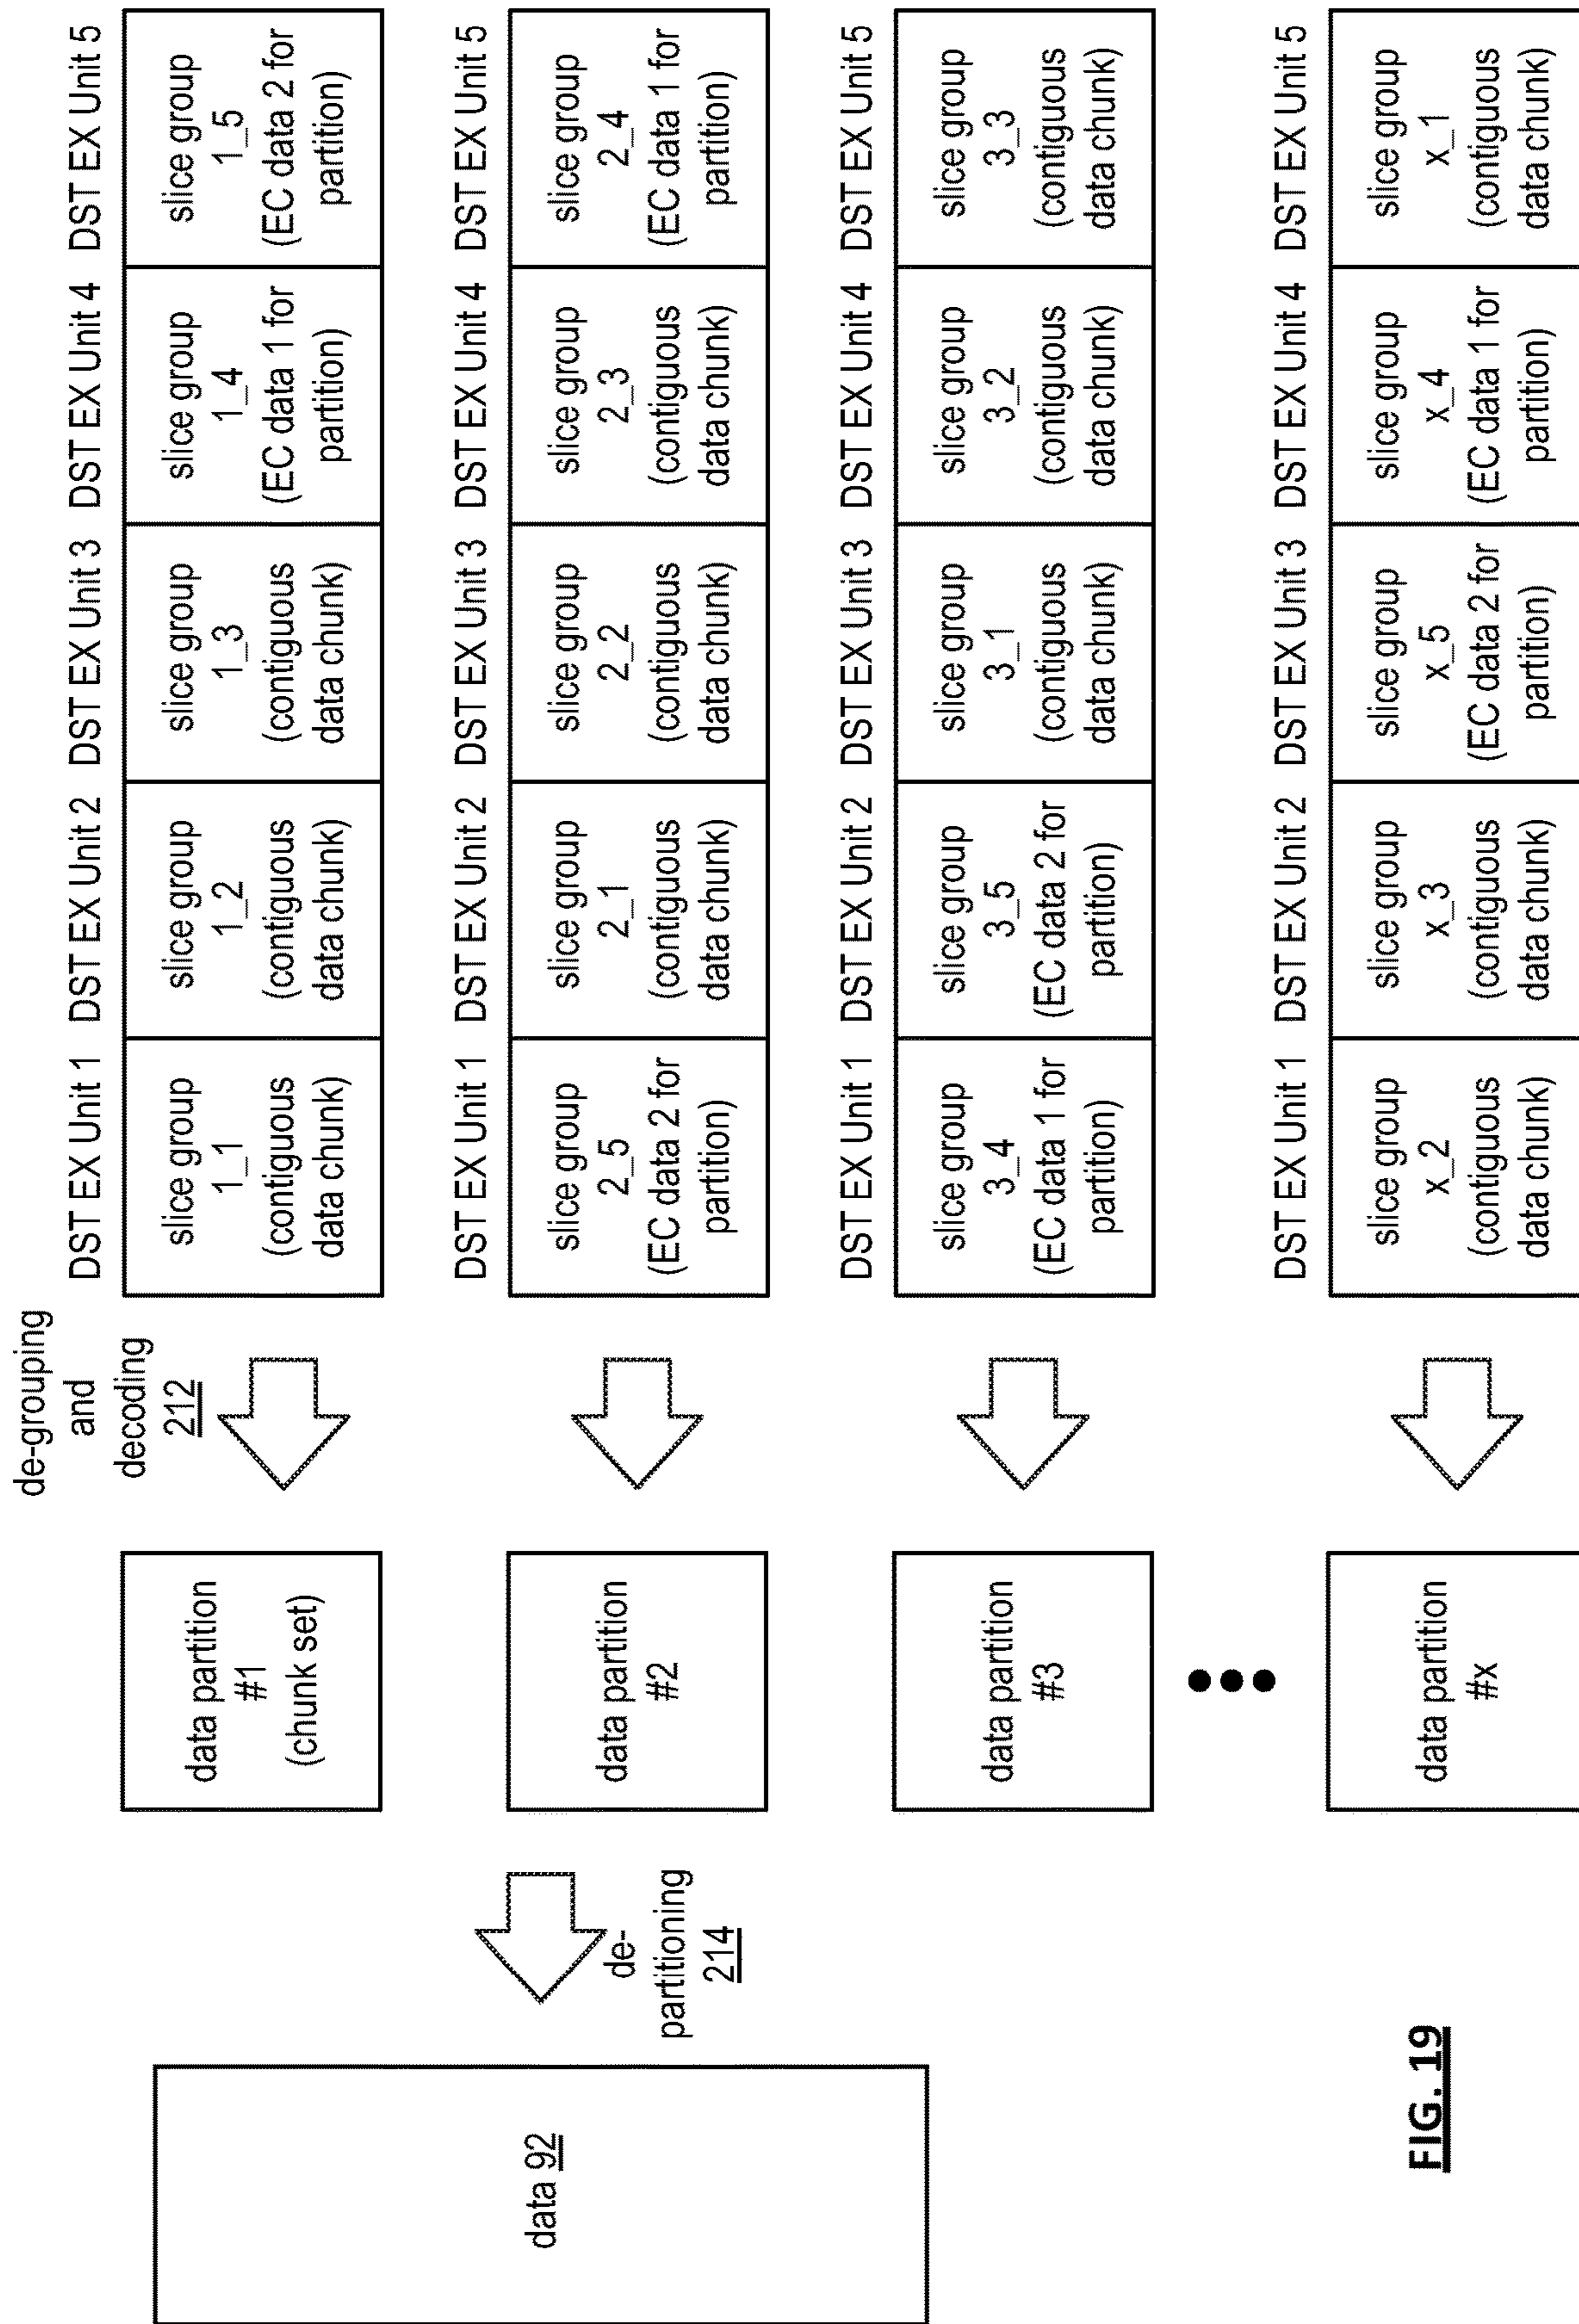 de-grouping
and
decoding
212
DST EX Unit 1 DST EX Unit 2 DST EX Unit 3 DST EX Unit 4 DST EX Unit 5
data partition
#1
(chunk set)
slice group
1_1
(contiguous
data chunk)
slice group
1_2
(contiguous
data chunk)
slice group
1_3
(contiguous
data chunk)
slice group
1_4
(EC data 1 for
partition)
slice group
1_5
(EC data 2 for
partition)
DST EX Unit 1 DST EX Unit 2 DST EX Unit 3 DST EX Unit 4 DST EX Unit 5
data 92
de-
partitioning
214
data partition
#2
slice group
2_5
(EC data 2 for
partition)
slice group
2_1
(contiguous
data chunk)
slice group
2_2
(contiguous
data chunk)
slice group
2_3
(contiguous
data chunk)
slice group
2_4
(EC data 1 for
partition)
DST EX Unit 1 DST EX Unit 2 DST EX Unit 3 DST EX Unit 4 DST EX Unit 5
data partition
#3
slice group
3_4
(EC data 1 for
partition)
slice group
3_5
(EC data 2 for
partition)
slice group
3_1
(contiguous
data chunk)
slice group
3_2
(contiguous
data chunk)
slice group
3_3
(contiguous
data chunk)
DST EX Unit 1 DST EX Unit 2 DST EX Unit 3 DST EX Unit 4 DST EX Unit 5
data partition
#x
slice group
x_2
(contiguous
data chunk)
slice group
x_3
(contiguous
data chunk)
slice group
x_5
(EC data 2 for
partition)
slice group
x_4
(EC data 1 for
partition)
slice group
x_1
(contiguous
data chunk)
FIG. 19